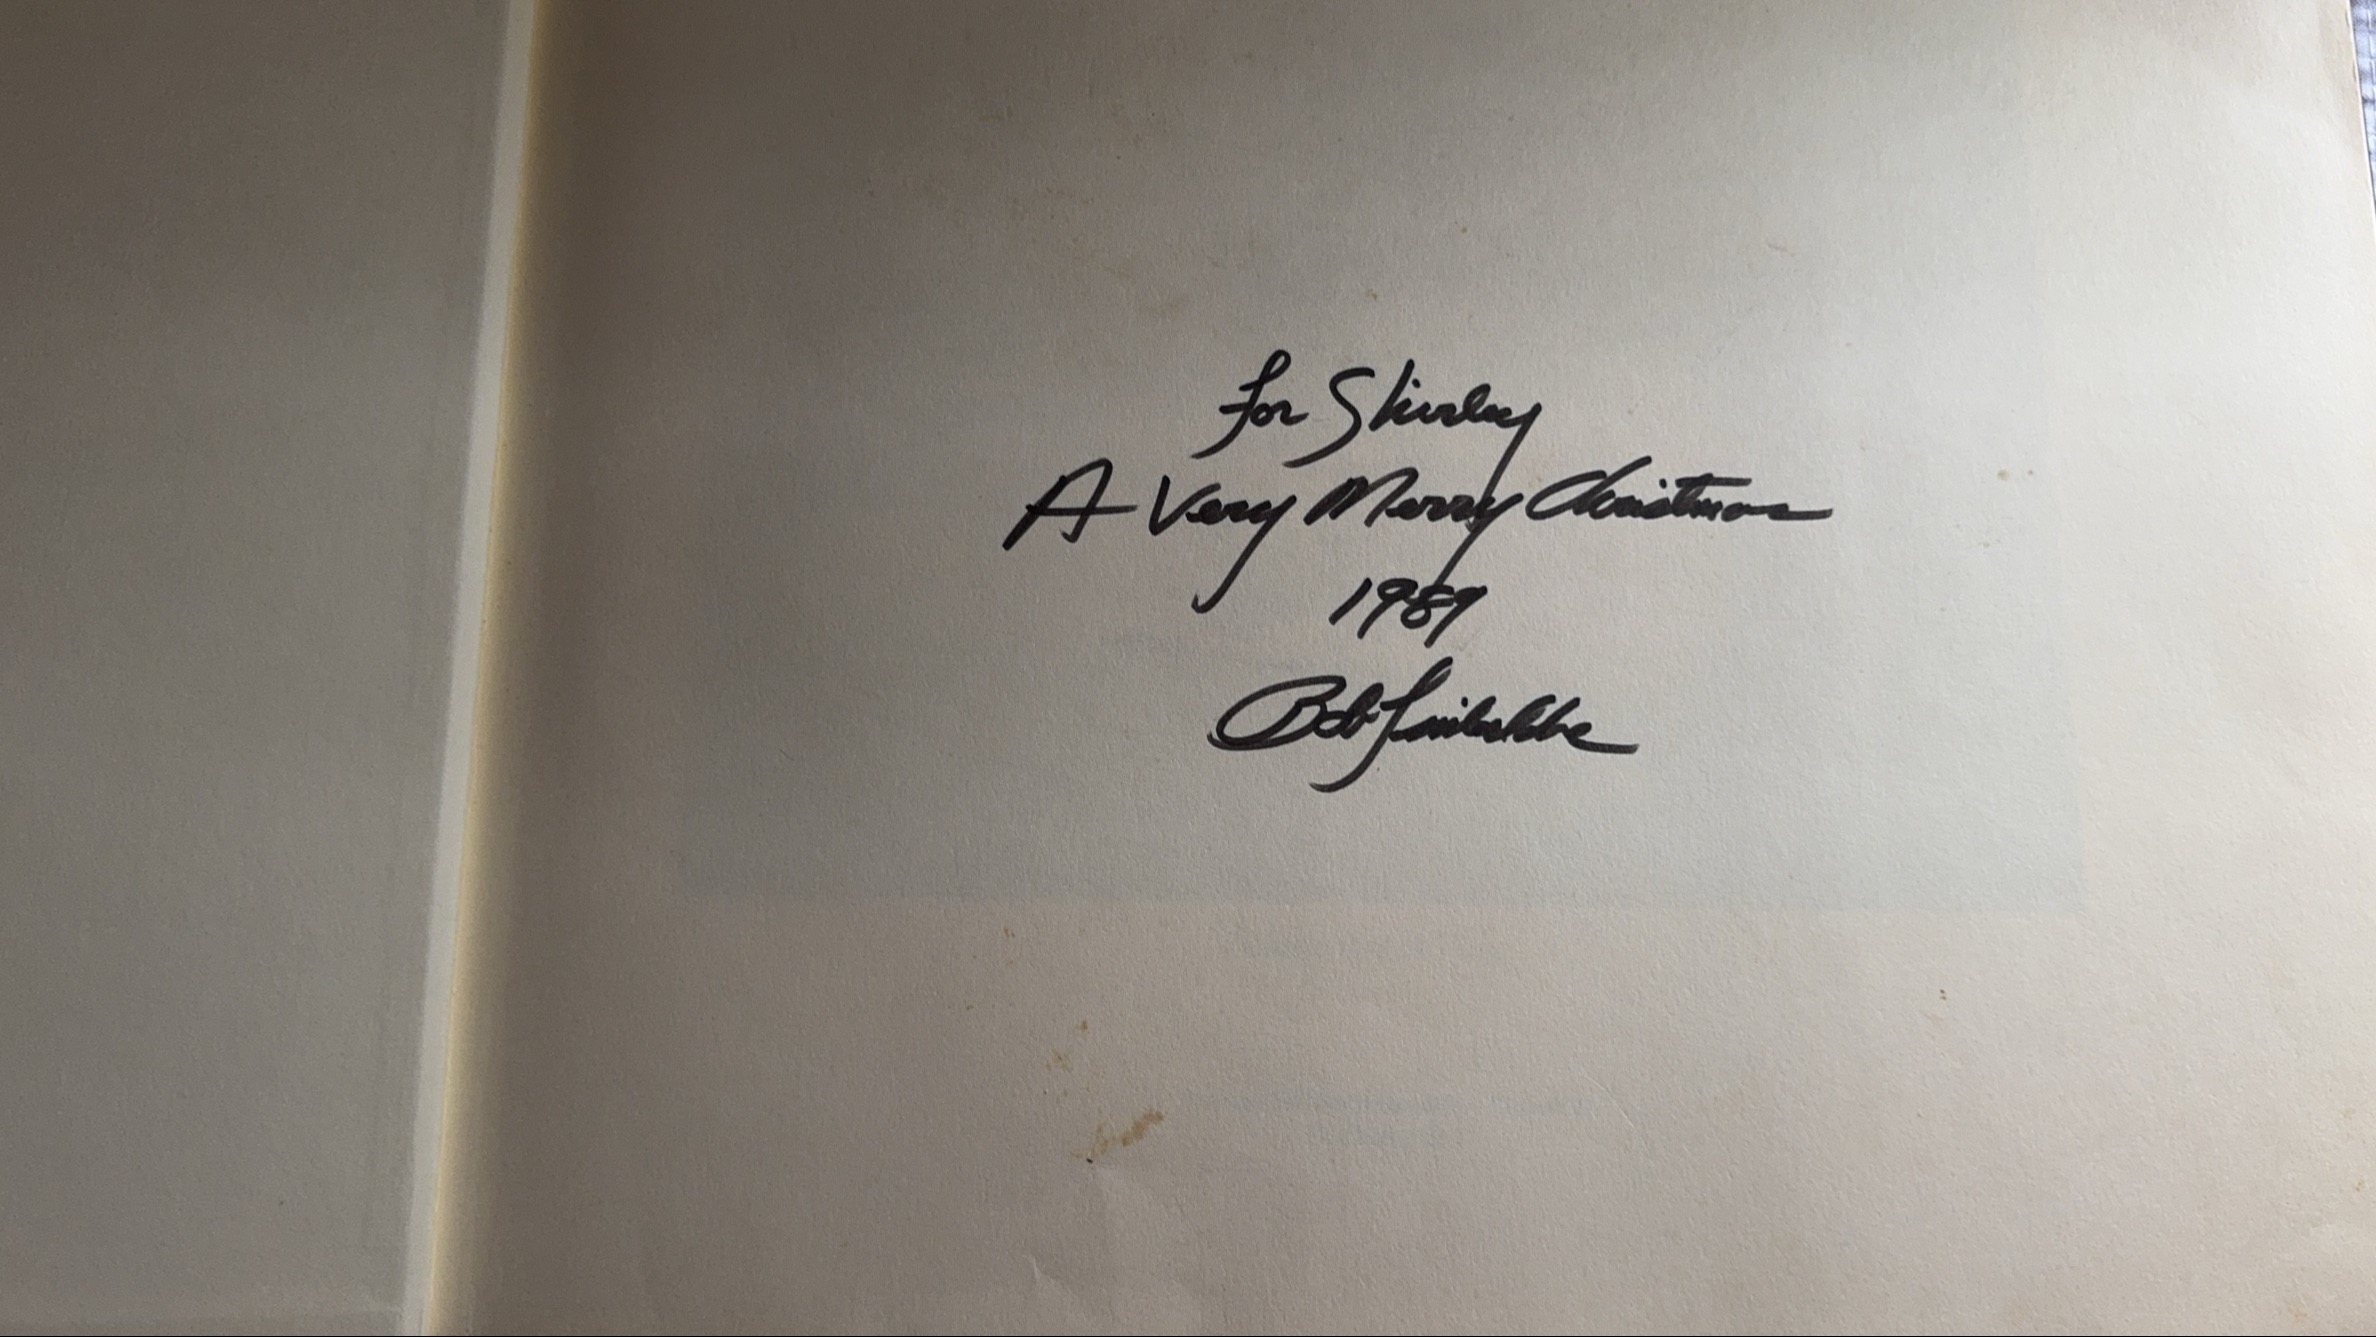 For Shirley
A Very Merry Christmas
1989
Bob